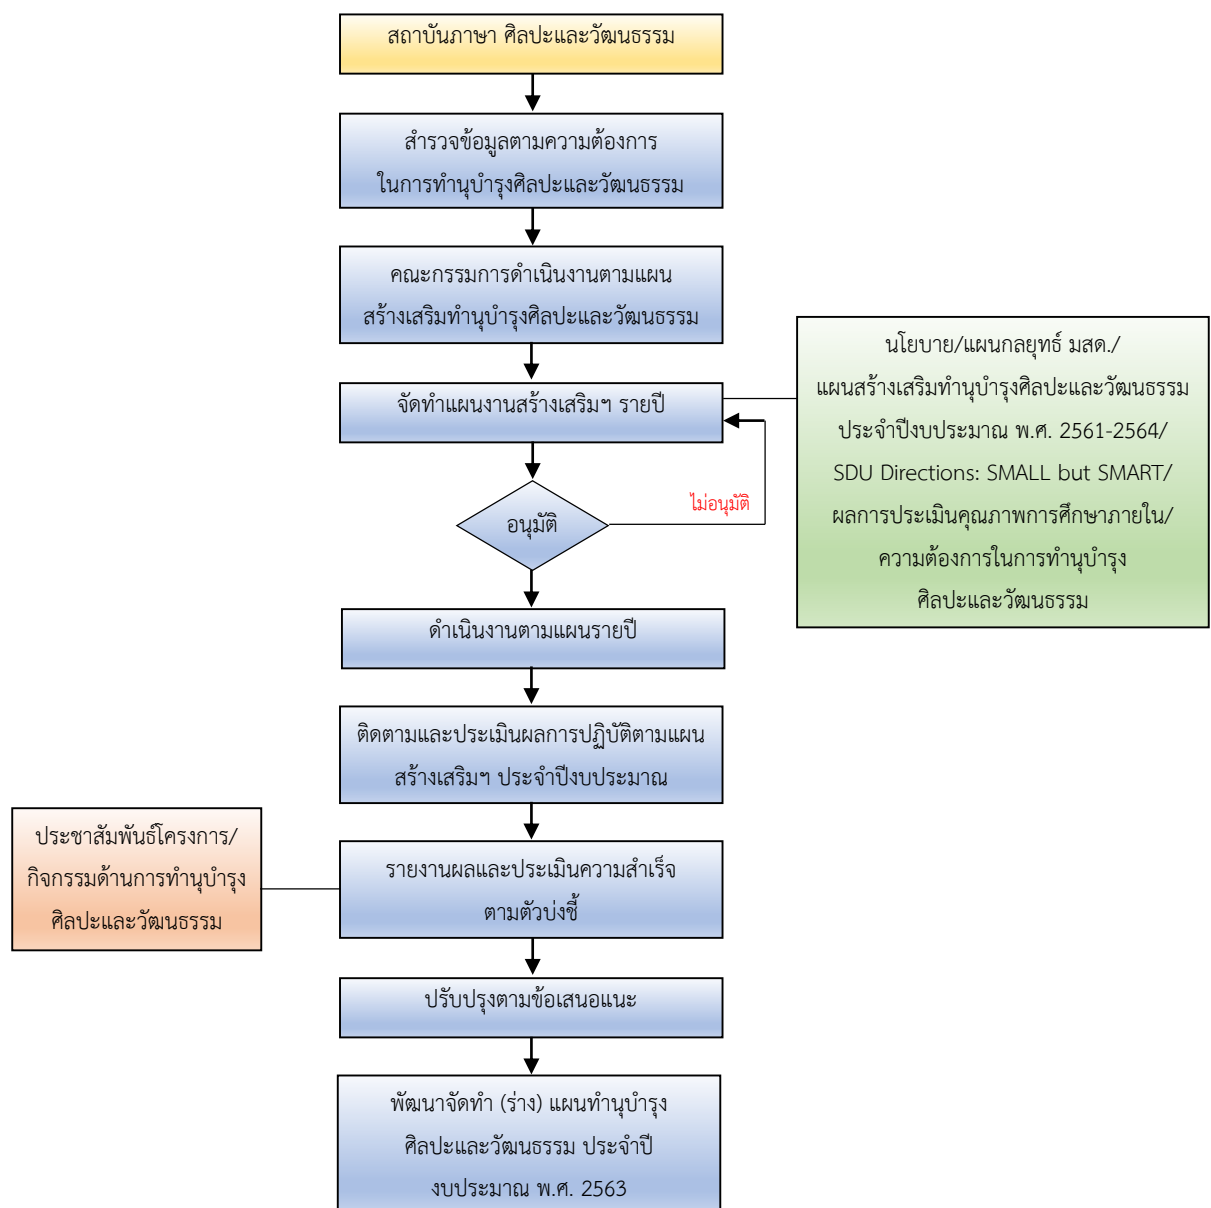 สถาบันภาษา ศิลปะและวัฒนธรรม
สำรวจข้อมูลตามความต้องการ
ในการทำนุบำรุงศิลปะและวัฒนธรรม
คณะกรรมการดำเนินงานตามแผน
สร้างเสริมทำนุบำรุงศิลปะและวัฒนธรรม
จัดทำแผนงานสร้างเสริมฯ รายปี
นโยบาย/แผนกลยุทธ์ มสด./
แผนสร้างเสริมทำนุบำรุงศิลปะและวัฒนธรรม
ประจำปีงบประมาณ พ.ศ. 2561-2564/
SDU Directions: SMALL but SMART/
ผลการประเมินคุณภาพการศึกษาภายใน/
ความต้องการในการทำนุบำรุง
ศิลปะและวัฒนธรรม
ไม่อนุมัติ
อนุมัติ
ดำเนินงานตามแผนรายปี
ติดตามและประเมินผลการปฏิบัติตามแผน
สร้างเสริมฯ ประจำปีงบประมาณ
ประชาสัมพันธ์โครงการ/
กิจกรรมด้านการทำนุบำรุง
ศิลปะและวัฒนธรรม
รายงานผลและประเมินความสำเร็จ
ตามตัวบ่งชี้
ปรับปรุงตามข้อเสนอแนะ
พัฒนาจัดทำ (ร่าง) แผนทำนุบำรุง
ศิลปะและวัฒนธรรม ประจำปี
งบประมาณ พ.ศ. 2563